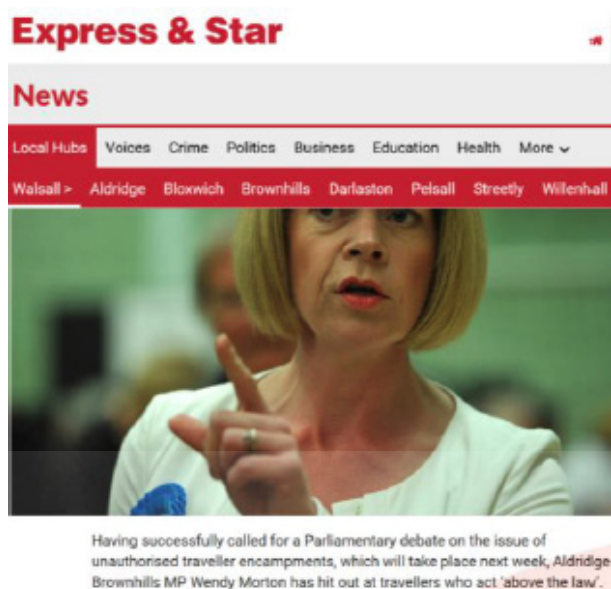 Express & Star
News
Local Hubs Voices Crime Politics Business Education Health More
Walsall > Aldridge Bloxwich Brownhills Darlaston Pelsall Streetly Willenhall
Having successfully called for a Parliamentary debate on the issue of
unauthorised traveller encampments, which will take place next week, Aldridge-
Brownhills MP Wendy Morton has hit out at travellers who act 'above the law'.